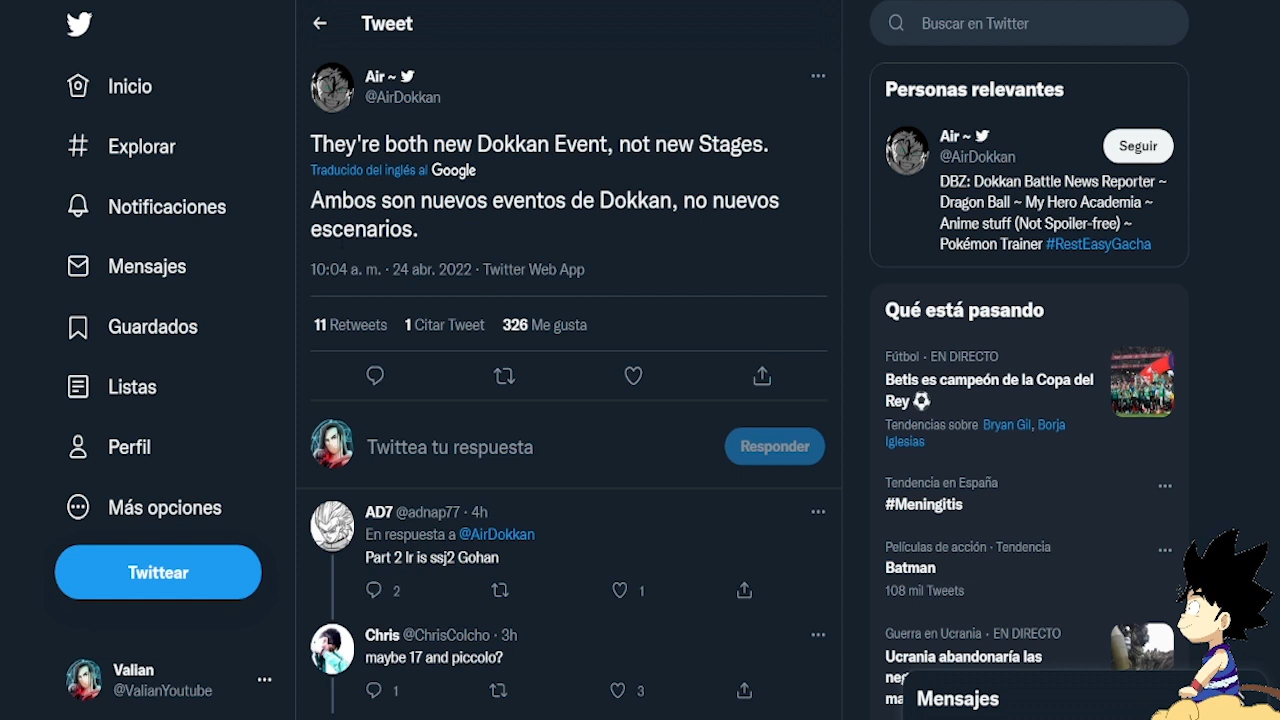 Inicio
Explorar
Notificaciones
Mensajes
Guardados
Listas
Perfil
Más opciones
Twittear
Valian
@ValianYoutube
Tweet
Air ~
@AirDokkan
They're both new Dokkan Event, not new Stages.
Traducido del inglés al Google
Ambos son nuevos eventos de Dokkan, no nuevos
escenarios.
10:04 a. m. · 24 abr. 2022 · Twitter Web App
11 Retweets 1 Citar Tweet 326 Me gusta
Twittea tu respuesta
Responder
AD7 @adnap77 · 4h
En respuesta a @AirDokkan
Part 2 lr is ssj2 Gohan
2 1
Chris @ChrisColcho · 3h
maybe 17 and piccolo?
1 3
Buscar en Twitter
Personas relevantes
Air ~
@AirDokkan
Seguir
DBZ: Dokkan Battle News Reporter ~
Dragon Ball ~ My Hero Academia ~
Anime stuff (Not Spoiler-free) ~
Pokémon Trainer #RestEasyGacha
Qué está pasando
Fútbol · EN DIRECTO
Betis es campeón de la Copa del
Rey
Tendencias sobre Bryan Gil, Borja
Iglesias
Tendencia en España
#Meningitis
Películas de acción · Tendencia
Batman
108 mil Tweets
Guerra en Ucrania · EN DIRECTO
Ucrania abandonaría las
Mensajes